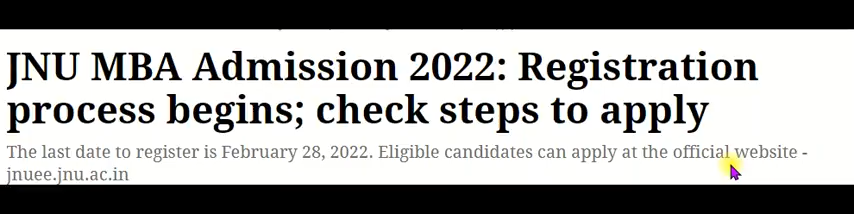 JNU MBA Admission 2022: Registration
process begins; check steps to apply
The last date to register is February 28, 2022. Eligible candidates can apply at the official website -
jnuee.jnu.ac.in